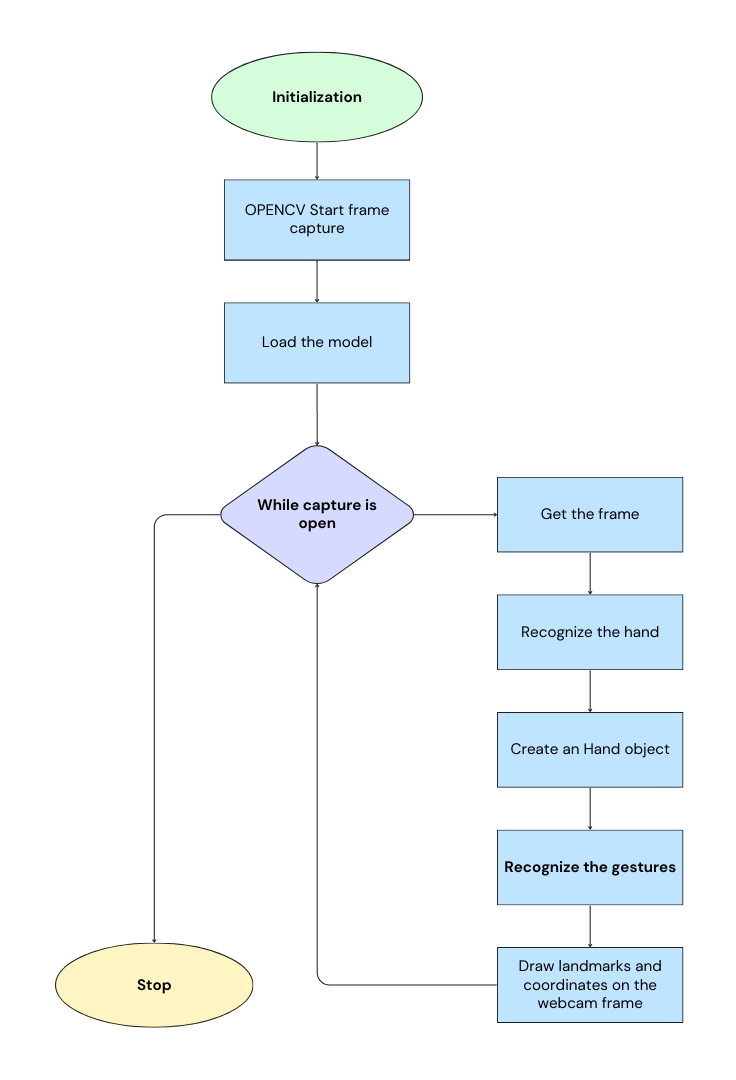 Initialization
OPENCV Start frame
capture
Load the model
While capture is
open
Get the frame
Recognize the hand
Create an Hand object
Recognize the gestures
Draw landmarks and
coordinates on the
webcam frame
Stop